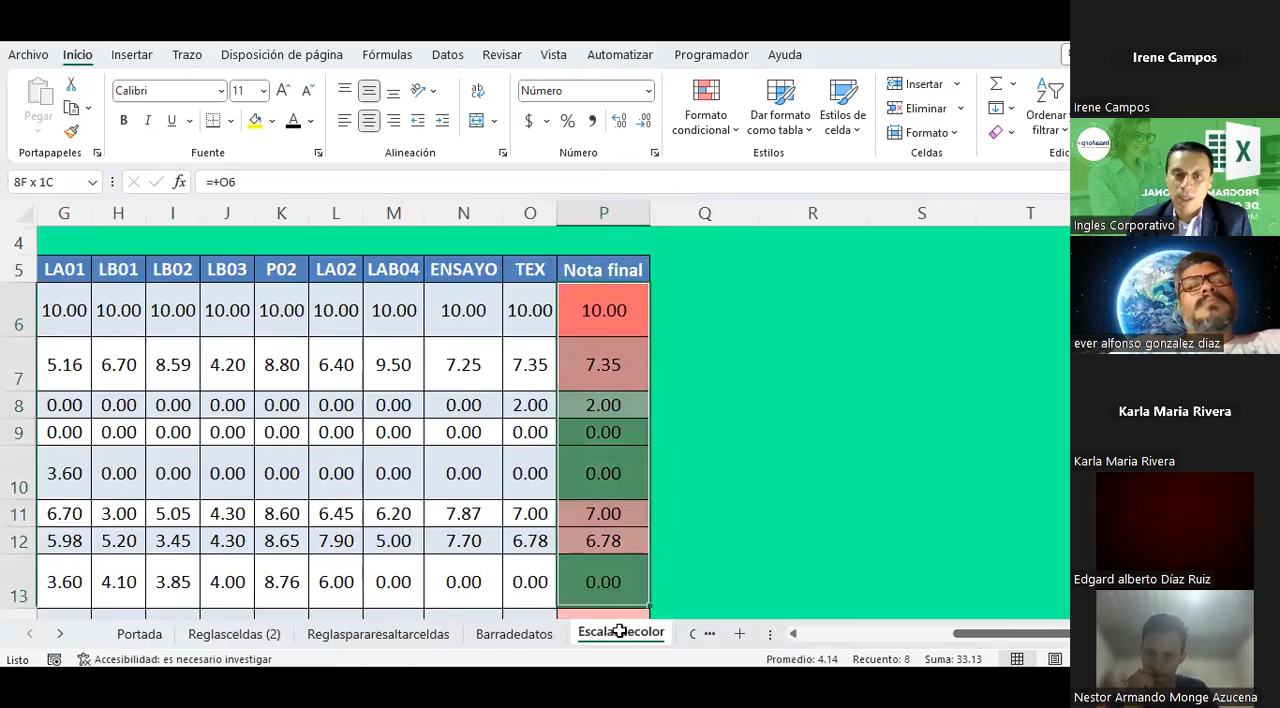 Archivo Inicio Insertar Trazo Disposición de página Fórmulas Datos Revisar Vista Automatizar Programador Ayuda
Pegar
Calibri 11
N K S
Número
Formato condicional
Dar formato como tabla
Estilos de celda
Insertar
Eliminar
Formato
Ordenar
filtrar
Portapapeles Fuente Alineación Número Estilos Celdas
8F x 1C fx =+O6
G H I J K L M N O P Q R S T
4
5 LA01 LB01 LB02 LB03 P02 LA02 LAB04 ENSAYO TEX Nota final
6 10.00 10.00 10.00 10.00 10.00 10.00 10.00 10.00 10.00 10.00
7 5.16 6.70 8.59 4.20 8.80 6.40 9.50 7.25 7.35 7.35
8 0.00 0.00 0.00 0.00 0.00 0.00 0.00 0.00 2.00 2.00
9 0.00 0.00 0.00 0.00 0.00 0.00 0.00 0.00 0.00 0.00
10 3.60 0.00 0.00 0.00 0.00 0.00 0.00 0.00 0.00 0.00
11 6.70 3.00 5.05 4.30 8.60 6.45 6.20 7.87 7.00 7.00
12 5.98 5.20 3.45 4.30 8.65 7.90 5.00 7.70 6.78 6.78
13 3.60 4.10 3.85 4.00 8.76 6.00 0.00 0.00 0.00 0.00
Portada Reglasceldas (2) Reglaspararesaltarceldas Barradedatos
Listo Accesibilidad: es necesario investigar Promedio: 4.14 Recuento: 8 Suma: 33.13
Irene Campos
Irene Campos
Ingles Corporativo
ever alfonso gonzalez diaz
Karla Maria Rivera
Karla Maria Rivera
Edgard alberto Díaz Ruiz
Nestor Armando Monge Azucena